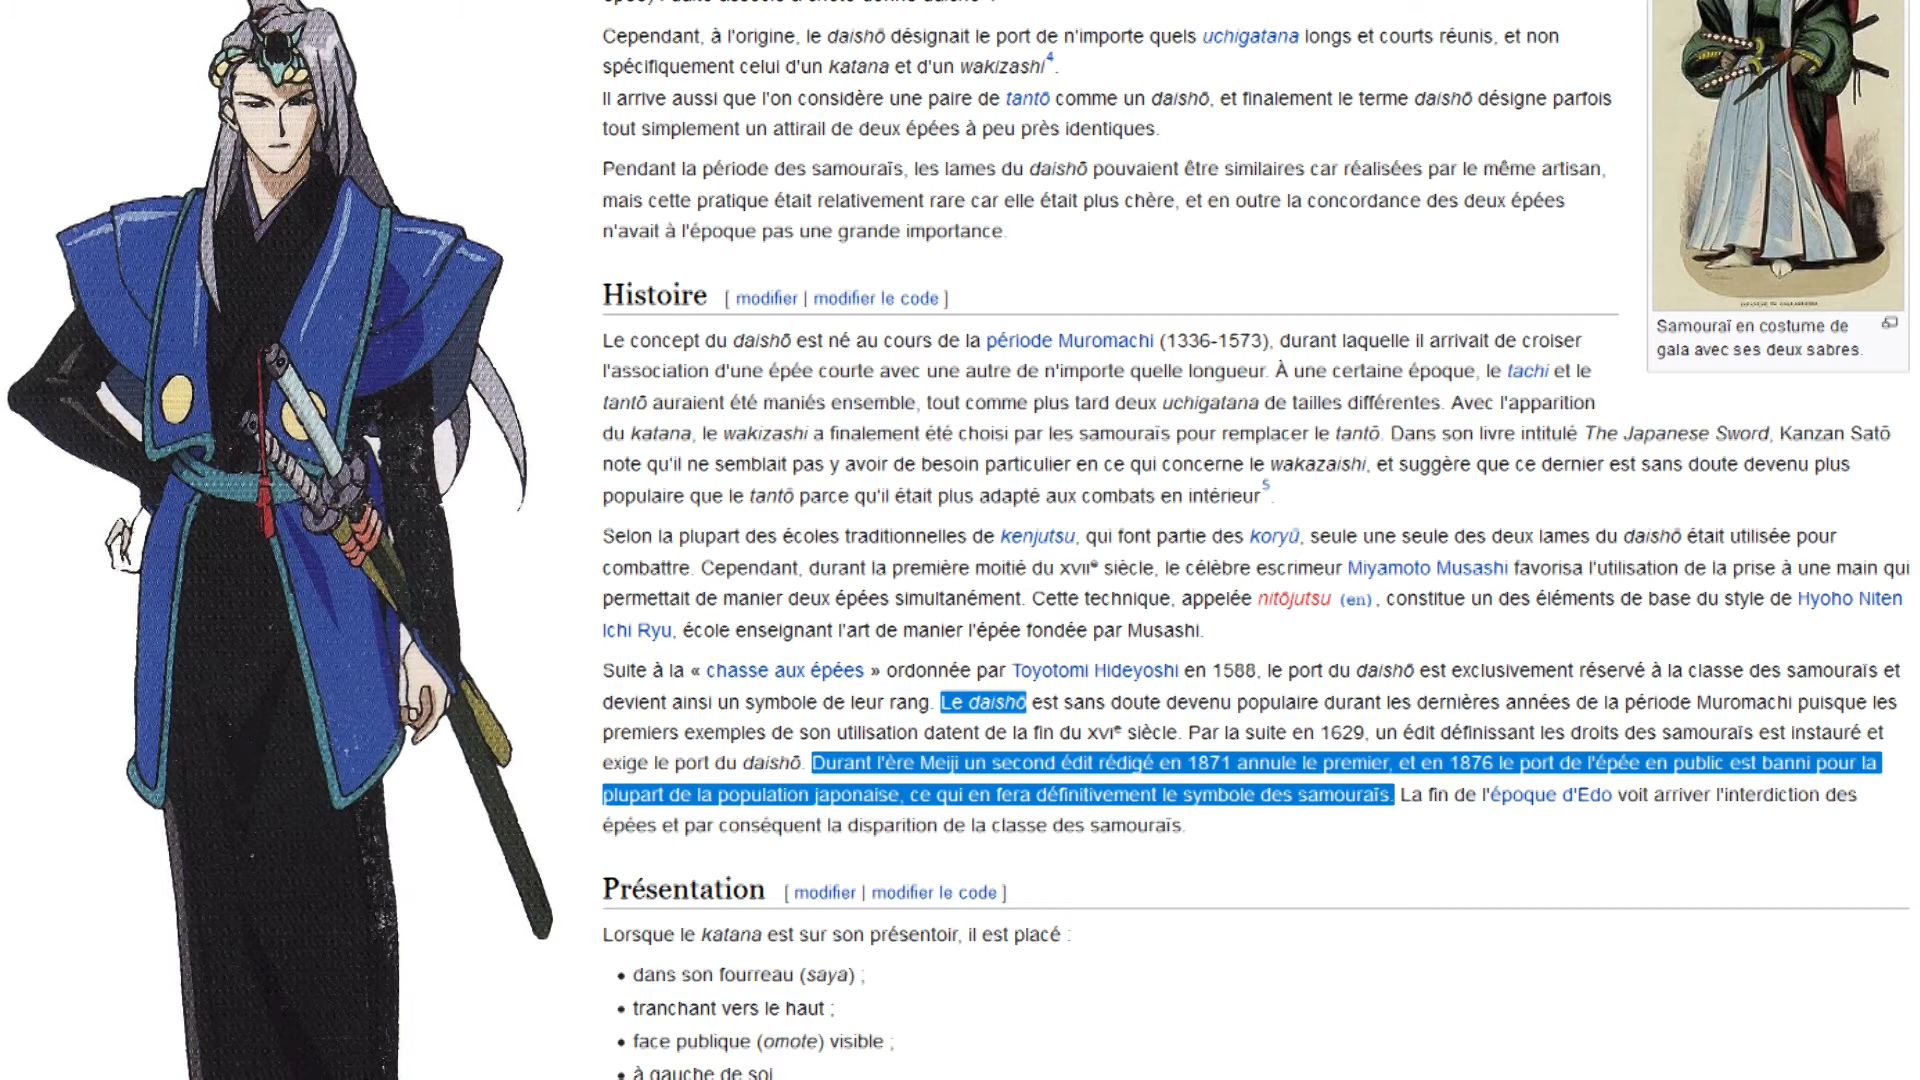 Cependant, à l'origine, le daishō désignait le port de n'importe quels uchigatana longs et courts réunis, et non
spécifiquement celui d'un katana et d'un wakizashi4.
Il arrive aussi que l'on considère une paire de tantō comme un daishō, et finalement le terme daishō désigne parfois
tout simplement un attirail de deux épées à peu près identiques.
Pendant la période des samouraïs, les lames du daishō pouvaient être similaires car réalisées par le même artisan,
mais cette pratique était relativement rare car elle était plus chère, et en outre la concordance des deux épées
n'avait à l'époque pas une grande importance.
Histoire [ modifier | modifier le code ]
Samouraï en costume de
gala avec ses deux sabres.
Le concept du daishō est né au cours de la période Muromachi (1336-1573), durant laquelle il arrivait de croiser
l'association d'une épée courte avec une autre de n'importe quelle longueur. À une certaine époque, le tachi et le
tantō auraient été maniés ensemble, tout comme plus tard deux uchigatana de tailles différentes. Avec l'apparition
du katana, le wakizashi a finalement été choisi par les samouraïs pour remplacer le tantō. Dans son livre intitulé The Japanese Sword, Kanzan Satō
note qu'il ne semblait pas y avoir de besoin particulier en ce qui concerne le wakazaishi, et suggère que ce dernier est sans doute devenu plus
populaire que le tantō parce qu'il était plus adapté aux combats en intérieur5.
Selon la plupart des écoles traditionnelles de kenjutsu, qui font partie des koryū, seule une seule des deux lames du daishō était utilisée pour
combattre. Cependant, durant la première moitié du XVIIe siècle, le célèbre escrimeur Miyamoto Musashi favorisa l'utilisation de la prise à une main qui
permettait de manier deux épées simultanément. Cette technique, appelée nitōjutsu (en), constitue un des éléments de base du style de Hyoho Niten
Ichi Ryu, école enseignant l'art de manier l'épée fondée par Musashi.
Suite à la « chasse aux épées » ordonnée par Toyotomi Hideyoshi en 1588, le port du daishō est exclusivement réservé à la classe des samouraïs et
devient ainsi un symbole de leur rang. Le daishō est sans doute devenu populaire durant les dernières années de la période Muromachi puisque les
premiers exemples de son utilisation datent de la fin du XVIe siècle. Par la suite en 1629, un édit définissant les droits des samouraïs est instauré et
exige le port du daishō. Durant l'ère Meiji un second édit rédigé en 1871 annule le premier, et en 1876 le port de l'épée en public est banni pour la
plupart de la population japonaise, ce qui en fera définitivement le symbole des samouraïs. La fin de l'époque d'Edo voit arriver l'interdiction des
épées et par conséquent la disparition de la classe des samouraïs.
Présentation [ modifier | modifier le code ]
Lorsque le katana est sur son présentoir, il est placé :
• dans son fourreau (saya) ;
• tranchant vers le haut ;
• face publique (omote) visible ;
• à gauche de soi